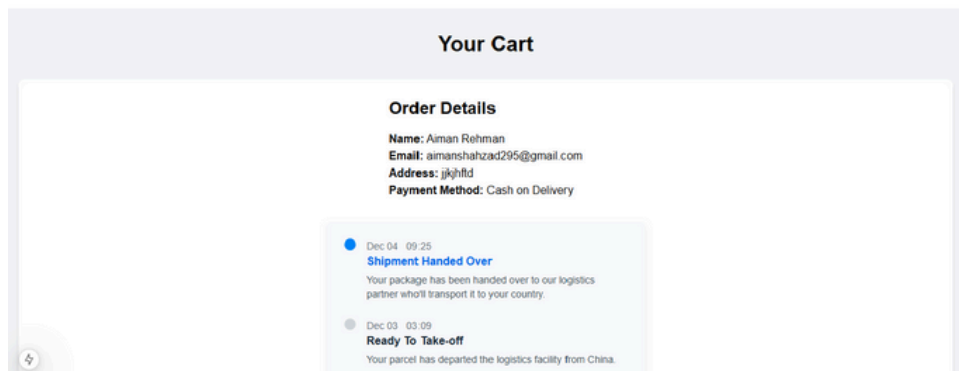 Your Cart
Order Details
Name: Aiman Rehman
Email: aimanshahzad295@gmail.com
Address: jjkjhftd
Payment Method: Cash on Delivery
Dec 04 09:25
Shipment Handed Over
Your package has been handed over to our logistics
partner who'll transport it to your country.
Dec 03 03:09
Ready To Take-off
Your parcel has departed the logistics facility from China.